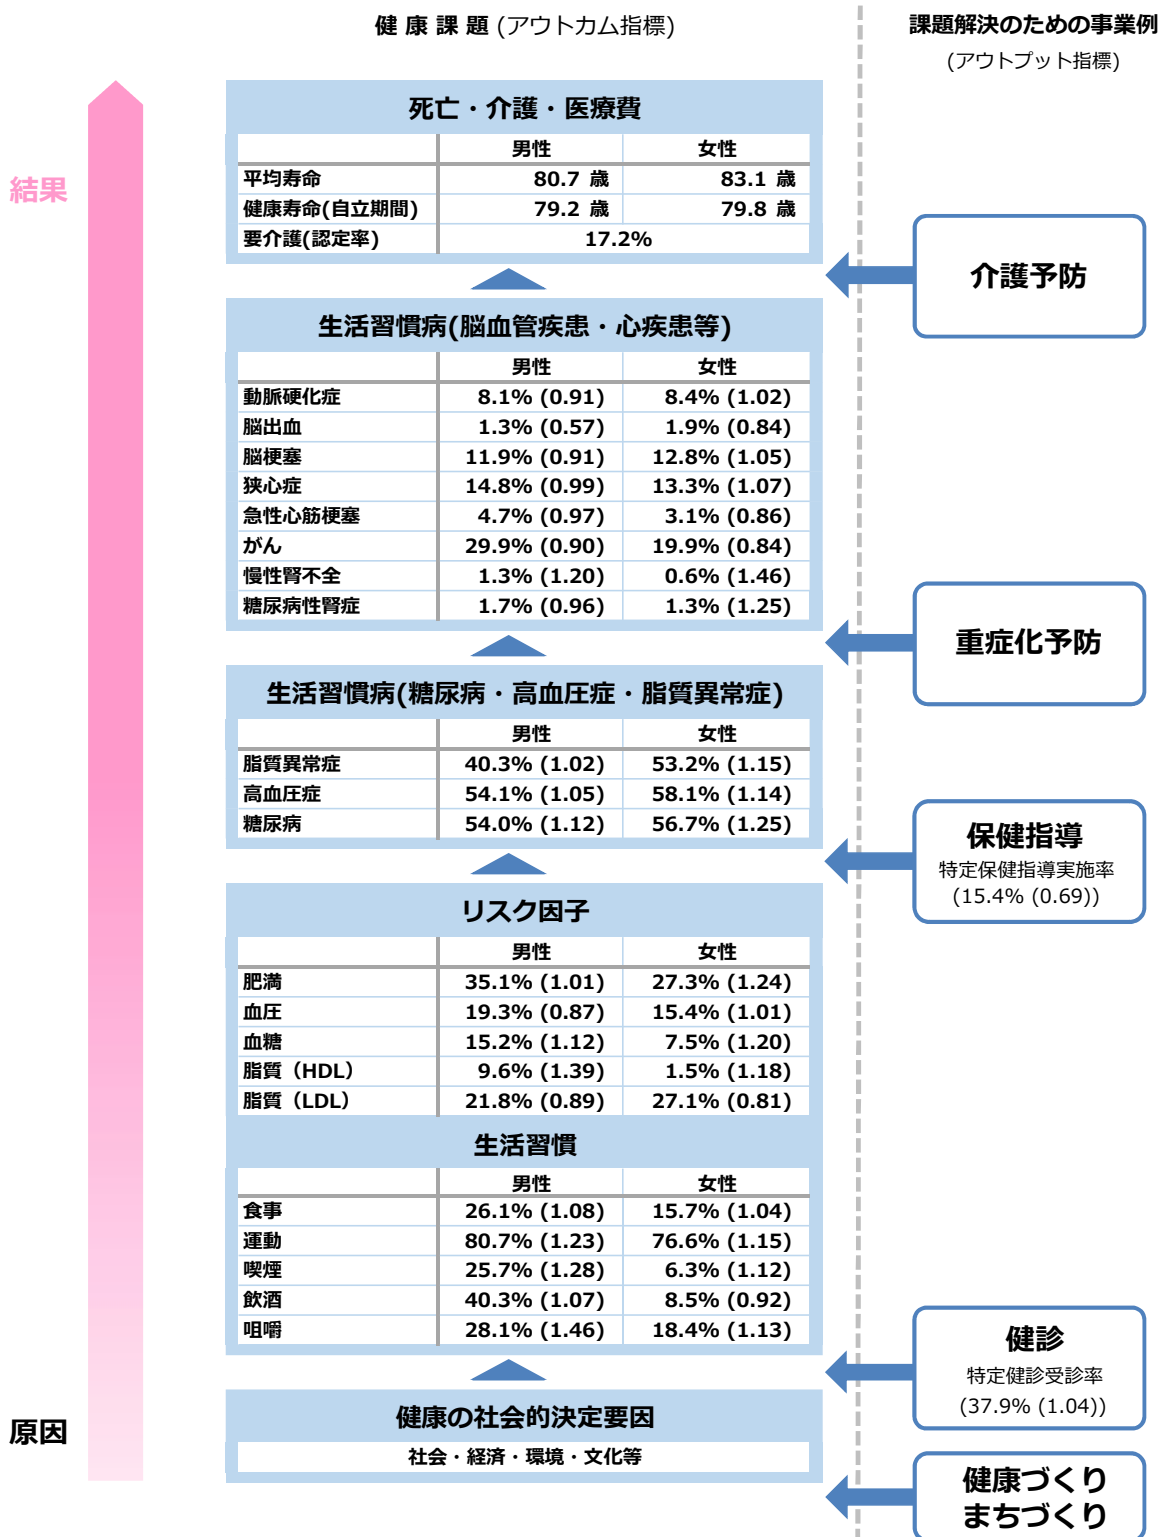 健 康 課 題 (アウトカム指標)
課題解決のための事業例
(アウトプット指標)
結果
原因
死亡・介護・医療費
男性 女性
平均寿命 80.7 歳 83.1 歳
健康寿命(自立期間) 79.2 歳 79.8 歳
要介護(認定率) 17.2%
介護予防
生活習慣病(脳血管疾患・心疾患等)
男性 女性
動脈硬化症 8.1% (0.91) 8.4% (1.02)
脳出血 1.3% (0.57) 1.9% (0.84)
脳梗塞 11.9% (0.91) 12.8% (1.05)
狭心症 14.8% (0.99) 13.3% (1.07)
急性心筋梗塞 4.7% (0.97) 3.1% (0.86)
がん 29.9% (0.90) 19.9% (0.84)
慢性腎不全 1.3% (1.20) 0.6% (1.46)
糖尿病性腎症 1.7% (0.96) 1.3% (1.25)
重症化予防
生活習慣病(糖尿病・高血圧症・脂質異常症)
男性 女性
脂質異常症 40.3% (1.02) 53.2% (1.15)
高血圧症 54.1% (1.05) 58.1% (1.14)
糖尿病 54.0% (1.12) 56.7% (1.25)
保健指導
特定保健指導実施率
(15.4% (0.69))
リスク因子
男性 女性
肥満 35.1% (1.01) 27.3% (1.24)
血圧 19.3% (0.87) 15.4% (1.01)
血糖 15.2% (1.12) 7.5% (1.20)
脂質（HDL） 9.6% (1.39) 1.5% (1.18)
脂質（LDL） 21.8% (0.89) 27.1% (0.81)
生活習慣
男性 女性
食事 26.1% (1.08) 15.7% (1.04)
運動 80.7% (1.23) 76.6% (1.15)
喫煙 25.7% (1.28) 6.3% (1.12)
飲酒 40.3% (1.07) 8.5% (0.92)
咀嚼 28.1% (1.46) 18.4% (1.13)
健診
特定健診受診率
(37.9% (1.04))
健康の社会的決定要因
社会・経済・環境・文化等
健康づくり
まちづくり